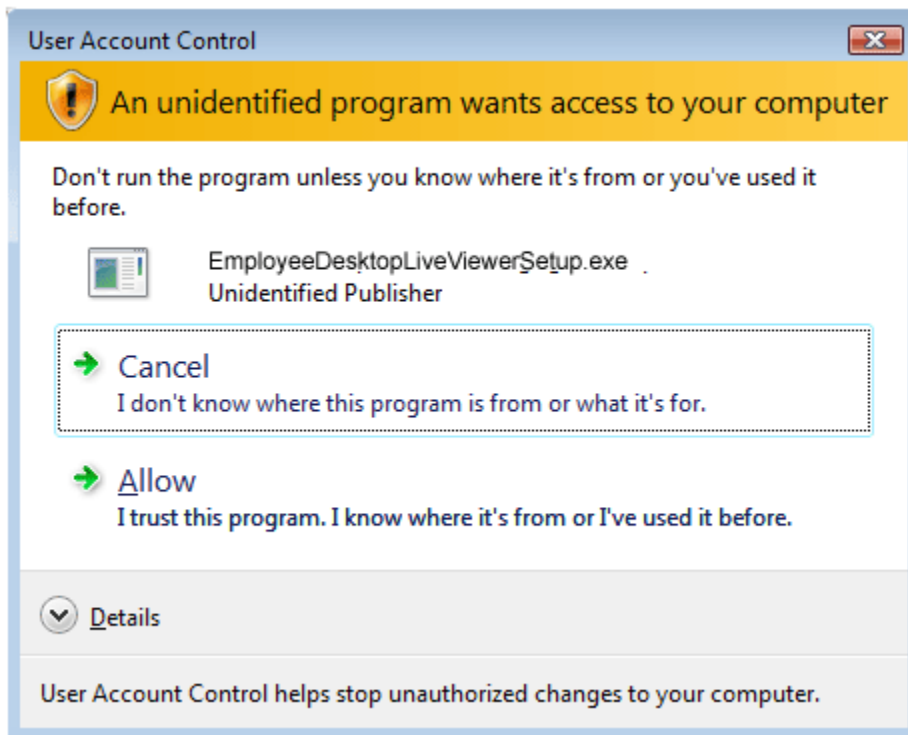 User Account Control
An unidentified program wants access to your computer
Don't run the program unless you know where it's from or you've used it
before.
EmployeeDesktopLiveViewerSetup.exe
Unidentified Publisher
Cancel
I don't know where this program is from or what it's for.
Allow
I trust this program. I know where it's from or I've used it before.
Details
User Account Control helps stop unauthorized changes to your computer.